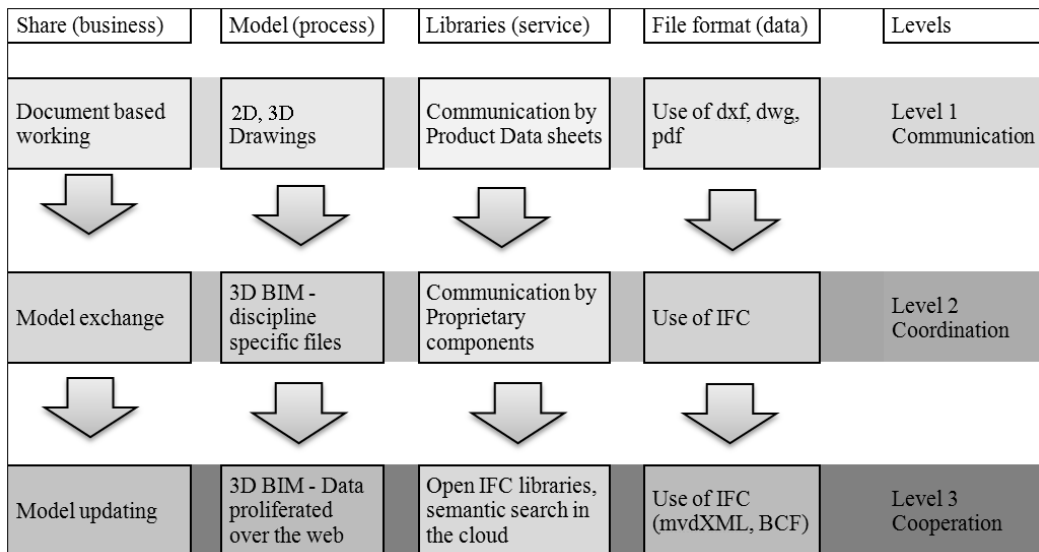 Share (business)
Model (process)
Libraries (service)
File format (data)
Levels
Document based
working
2D, 3D
Drawings
Communication by
Product Data sheets
Use of dxf, dwg,
pdf
Level 1
Communication
Model exchange
3D BIM -
discipline
specific files
Communication by
Proprietary
components
Use of IFC
Level 2
Coordination
Model updating
3D BIM - Data
proliferated
over the web
Open IFC libraries,
semantic search in
the cloud
Use of IFC
(mvdXML, BCF)
Level 3
Cooperation